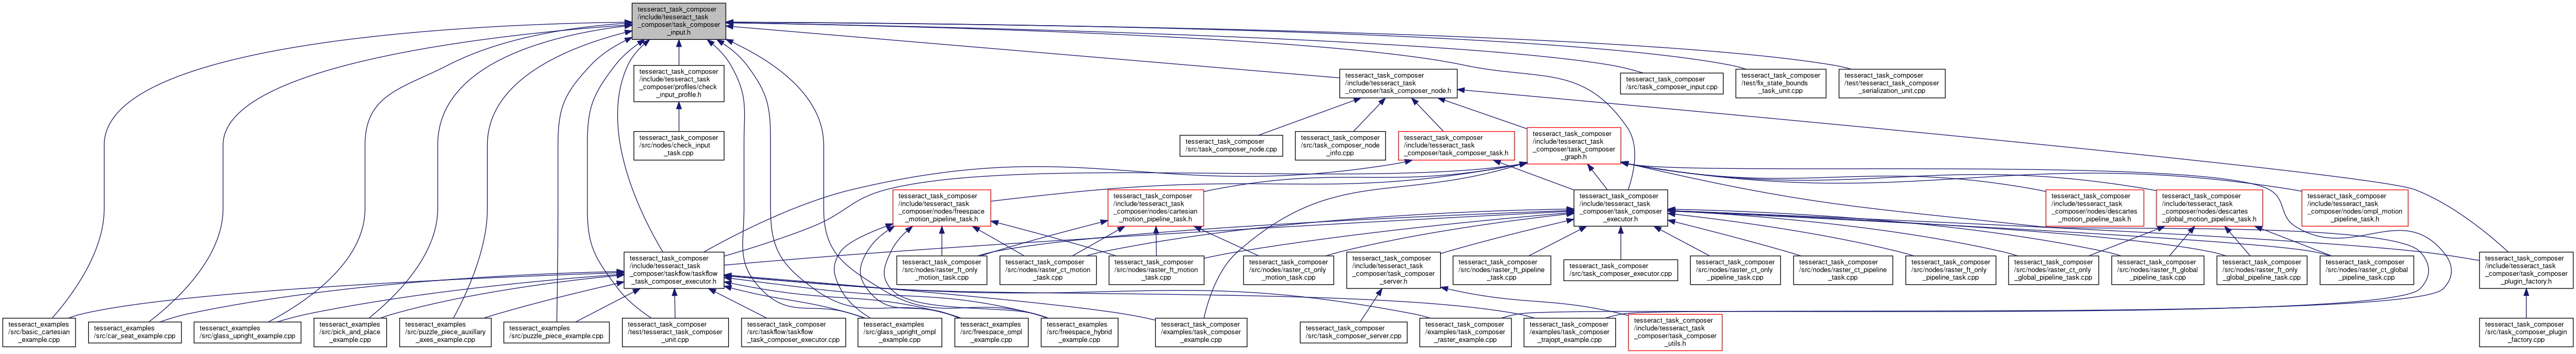 tesseract_task_composer
/include/tesseract_task
_composer/task_composer
_input.h
tesseract_task_composer
/include/tesseract_task
_composer/profiles/check
_input_profile.h
tesseract_task_composer
/include/tesseract_task
_composer/task_composer_node.h
tesseract_task_composer
/src/task_composer_input.cpp
tesseract_task_composer
/test/fix_state_bounds
_task_unit.cpp
tesseract_task_composer
/test/tesseract_task_composer
_serialization_unit.cpp
tesseract_task_composer
/src/nodes/check_input
_task.cpp
tesseract_task_composer
/src/task_composer_node.cpp
tesseract_task_composer
/src/task_composer_node
_info.cpp
tesseract_task_composer
/include/tesseract_task
_composer/task_composer_task.h
tesseract_task_composer
/include/tesseract_task
_composer/task_composer
_graph.h
tesseract_task_composer
/include/tesseract_task
_composer/nodes/freespace
_motion_pipeline_task.h
tesseract_task_composer
/include/tesseract_task
_composer/nodes/cartesian
_motion_pipeline_task.h
tesseract_task_composer
/include/tesseract_task
_composer/task_composer
_executor.h
tesseract_task_composer
/include/tesseract_task
_composer/nodes/descartes
_motion_pipeline_task.h
tesseract_task_composer
/include/tesseract_task
_composer/nodes/descartes
_global_motion_pipeline_task.h
tesseract_task_composer
/include/tesseract_task
_composer/nodes/ompl_motion
_pipeline_task.h
tesseract_task_composer
/include/tesseract_task
_composer/taskflow/taskflow
_task_composer_executor.h
tesseract_task_composer
/src/nodes/raster_ft_only
_motion_task.cpp
tesseract_task_composer
/src/nodes/raster_ct_motion
_task.cpp
tesseract_task_composer
/src/nodes/raster_ft_motion
_task.cpp
tesseract_task_composer
/src/nodes/raster_ct_only
_motion_task.cpp
tesseract_task_composer
/include/tesseract_task
_composer/task_composer
_server.h
tesseract_task_composer
/src/nodes/raster_ft_pipeline
_task.cpp
tesseract_task_composer
/src/task_composer_executor.cpp
tesseract_task_composer
/src/nodes/raster_ct_only
_pipeline_task.cpp
tesseract_task_composer
/src/nodes/raster_ct_pipeline
_task.cpp
tesseract_task_composer
/src/nodes/raster_ft_only
_pipeline_task.cpp
tesseract_task_composer
/src/nodes/raster_ct_only
_global_pipeline_task.cpp
tesseract_task_composer
/src/nodes/raster_ft_global
_pipeline_task.cpp
tesseract_task_composer
/src/nodes/raster_ft_only
_global_pipeline_task.cpp
tesseract_task_composer
/src/nodes/raster_ct_global
_pipeline_task.cpp
tesseract_task_composer
/include/tesseract_task
_composer/task_composer
_plugin_factory.h
tesseract_examples
/src/basic_cartesian
_example.cpp
tesseract_examples
/src/car_seat_example.cpp
tesseract_examples
/src/glass_upright_example.cpp
tesseract_examples
/src/pick_and_place
_example.cpp
tesseract_examples
/src/puzzle_piece_auxillary
_axes_example.cpp
tesseract_examples
/src/puzzle_piece_example.cpp
tesseract_task_composer
/test/tesseract_task_composer
_unit.cpp
tesseract_task_composer
/src/taskflow/taskflow
_task_composer_executor.cpp
tesseract_examples
/src/glass_upright_ompl
_example.cpp
tesseract_examples
/src/freespace_ompl
_example.cpp
tesseract_examples
/src/freespace_hybrid
_example.cpp
tesseract_task_composer
/examples/task_composer
_example.cpp
tesseract_task_composer
/src/task_composer_server.cpp
tesseract_task_composer
/examples/task_composer
_raster_example.cpp
tesseract_task_composer
/examples/task_composer
_trajopt_example.cpp
tesseract_task_composer
/include/tesseract_task
_composer/task_composer
_utils.h
tesseract_task_composer
/src/task_composer_plugin
_factory.cpp